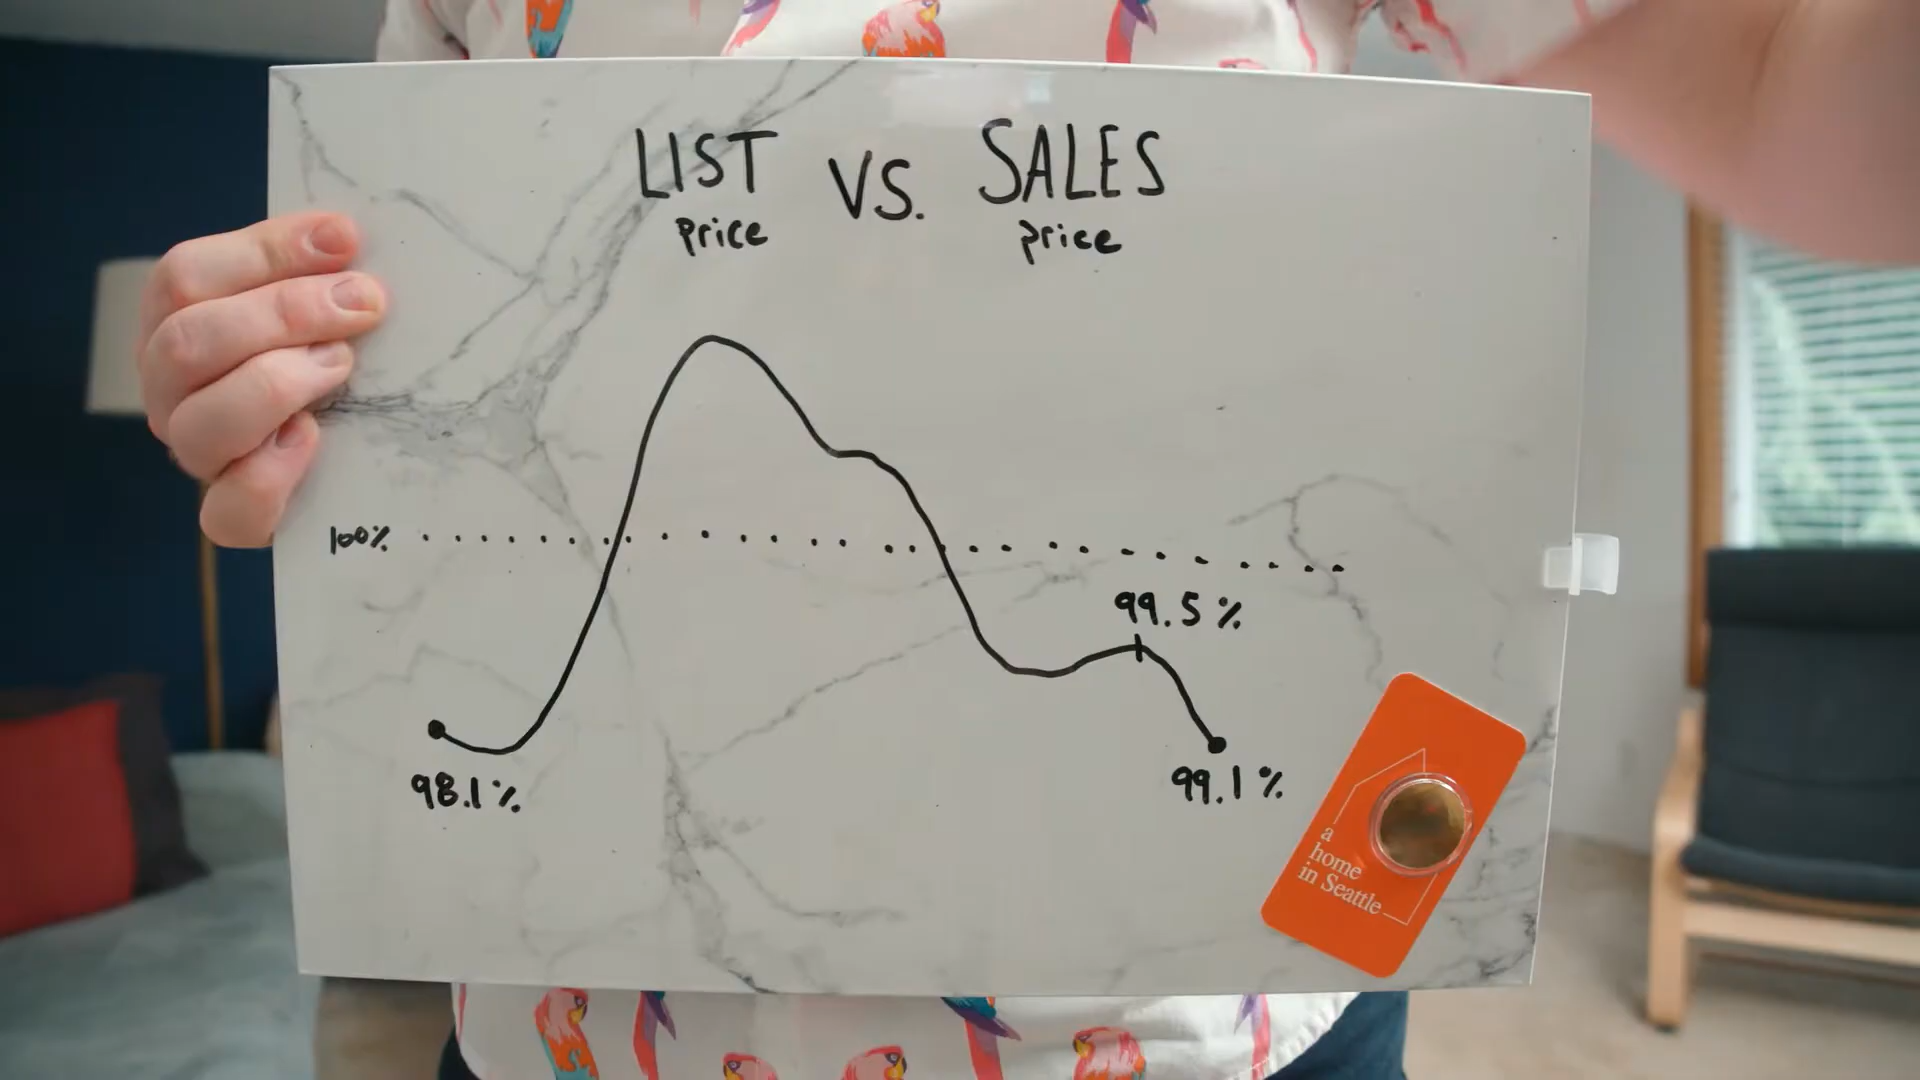 LIST VS. SALES
price price
100%
99.5%
98.1%
99.1%
a
home
in Seattle